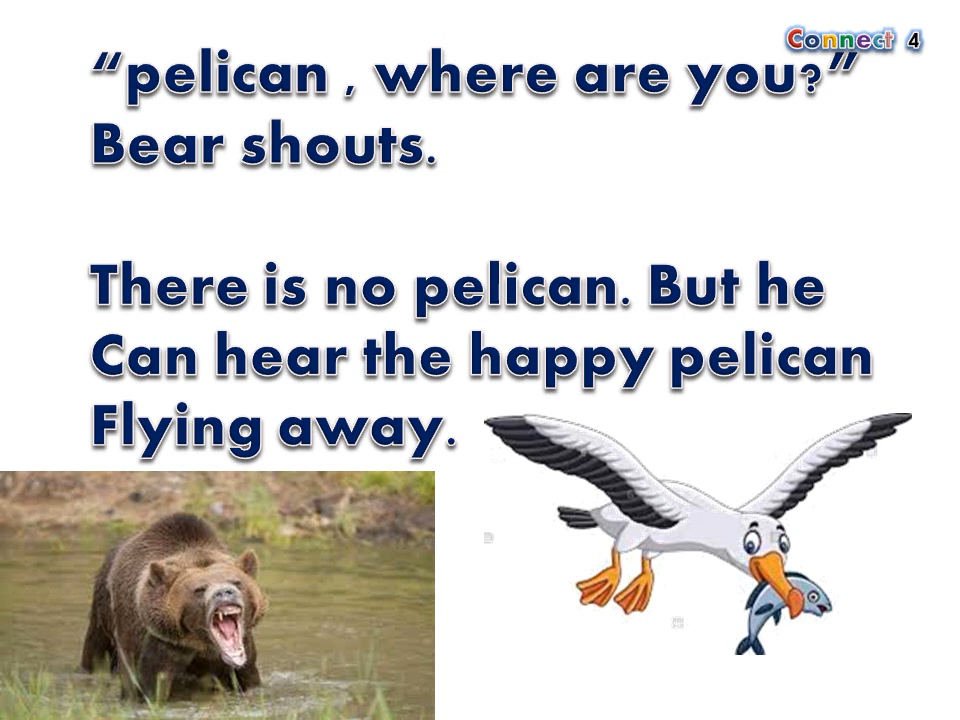 Connect 4
“pelican , where are you?”
Bear shouts.
There is no pelican. But he
Can hear the happy pelican
Flying away.